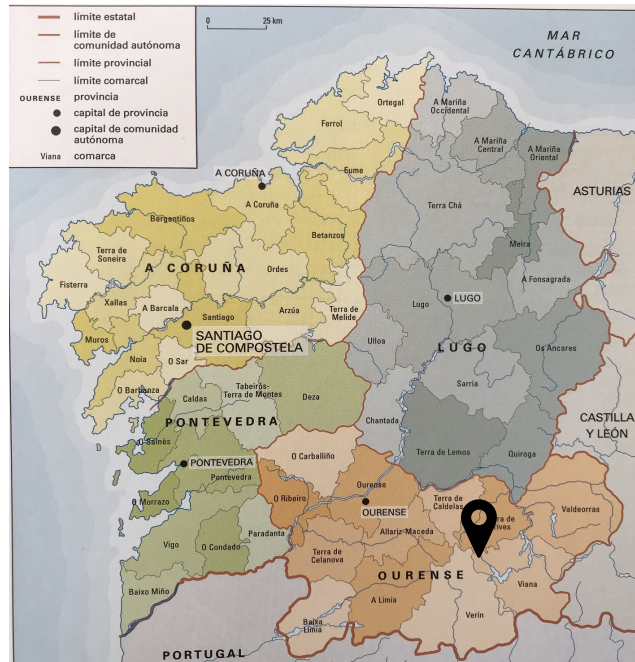 límite estatal
límite de
comunidad autónoma
límite provincial
límite comarcal
OURENSE provincia
capital de provincia
capital de comunidad
autónoma
Viana comarca
0 25 km
MAR
CANTÁBRICO
Ortegal
A Mariña
Occidental
Ferrol
A Mariña
Central
A Mariña
Oriental
A CORUÑA
Eume
ASTURIAS
A Coruña
Terra Chá
Bergantiños
Betanzos
Meira
Terra de
Soneira
A CORUÑA
Ordes
A Fonsagrada
Fisterra
Xallas
A Barcala
Santiago
Arzúa
Terra de
Melide
Lugo
LUGO
Muros
SANTIAGO
DE COMPOSTELA
Ulloa
LUGO
Os Ancares
Noia
O Sar
Sarria
O Barbanza
Caldas
Tabeirós-
Terra de Montes
Deza
CASTILLA
Y LEÓN
PONTEVEDRA
Chantada
O Salnés
O Carballiño
Terra de Lemos
Quiroga
PONTEVEDRA
Pontevedra
Ourense
O Morrazo
O Ribeiro
OURENSE
Terra de
Caldelas
Valdeorras
Vigo
O Condado
Paradanta
Allariz-Maceda
Terra de
Celanova
OURENSE
Viana
Baixo Miño
A Limia
Verín
Baixa
Limia
PORTUGAL